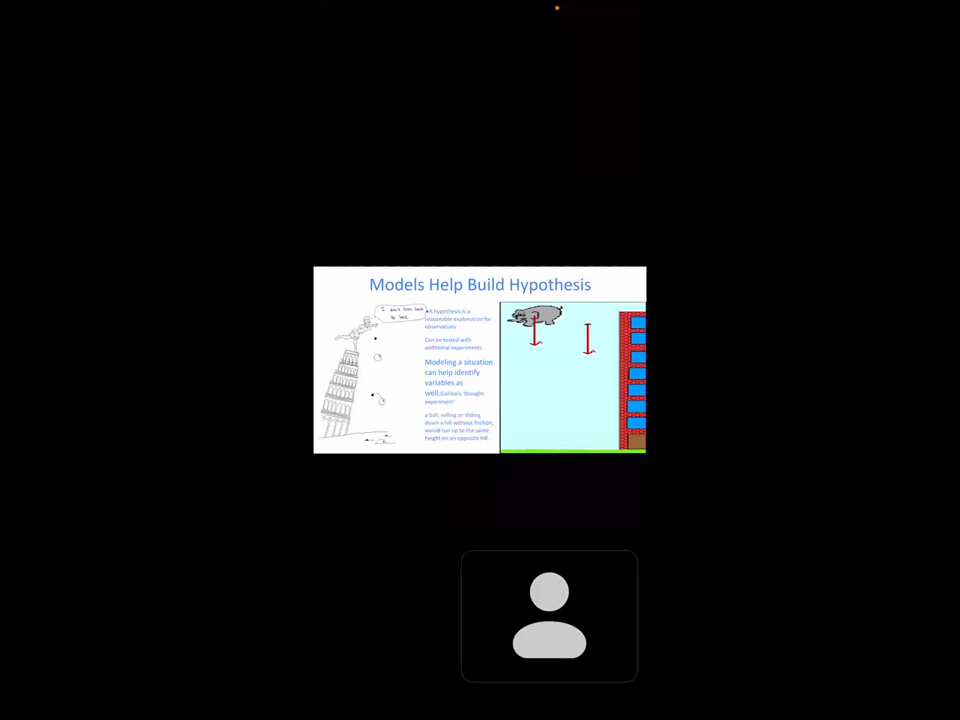 Models Help Build Hypothesis
A hypothesis is a
reasonable explanation for
observations
Can be tested with
additional experiments
Modeling a situation
can help identify
variables as
well.Galileo's 'thought
experiment'
a ball, rolling or sliding
down a hill without friction,
would run up to the same
height on an opposite hill.